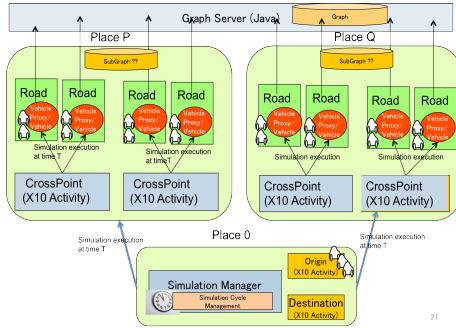 Graph Server (Java)
Graph
Place P
Place Q
SubGraph ??
SubGraph ??
Road
Road
Road
Road
Road
Road
Road
Road
Vehicle
Proxy/
Vehicle
Vehicle
Proxy/
Vehicle
Vehicle
Proxy/
Vehicle
Vehicle
Proxy/
Vehicle
Vehicle
Proxy/
Vehicle
Vehicle
Proxy/
Vehicle
Vehicle
Proxy/
Vehicle
Vehicle
Proxy/
Vehicle
Simulation execution
at time T
Simulation execution
at timeT
Simulation execution
Simulation execution
CrossPoint
(X10 Activity)
CrossPoint
(X10 Activity)
CrossPoint
(X10 Activity)
CrossPoint
(X10 Activity)
Simulation execution
at time T
Place 0
Simulation execution
at time T
Origin
(X10 Activity)
Simulation Manager
Simulation Cycle
Management
Destination
(X10 Activity)
21